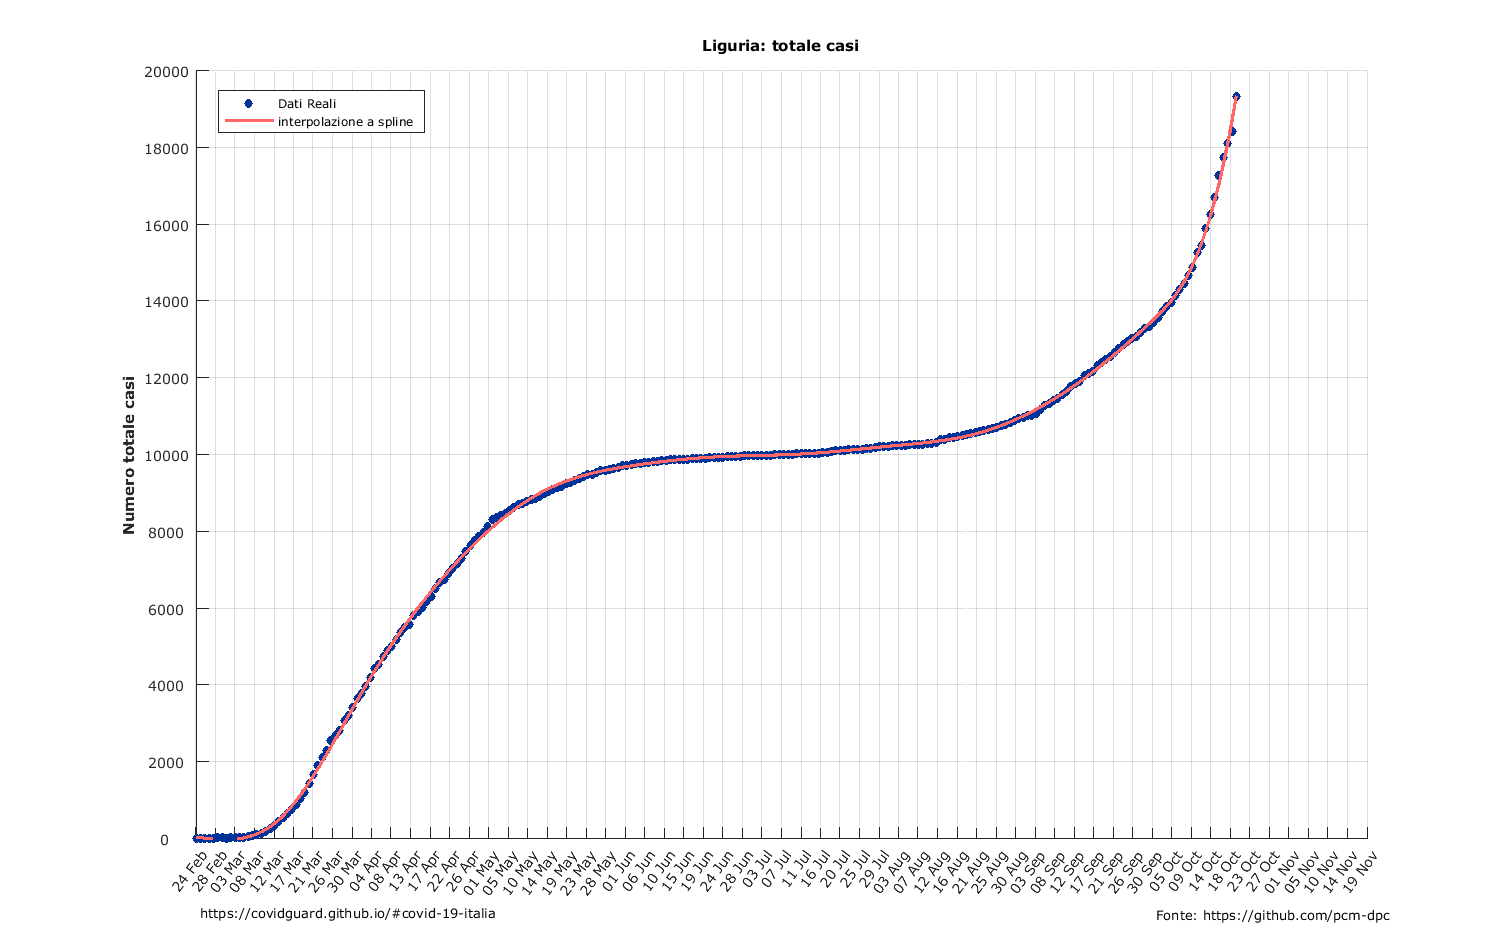 Liguria: totale casi
Dati Reali
interpolazione a spline
Numero totale casi
20000
18000
16000
14000
12000
10000
8000
6000
4000
2000
0
24 Feb
28 Feb
03 Mar
08 Mar
12 Mar
17 Mar
21 Mar
26 Mar
30 Mar
04 Apr
08 Apr
13 Apr
17 Apr
22 Apr
26 Apr
01 May
05 May
10 May
14 May
19 May
23 May
28 May
01 Jun
06 Jun
10 Jun
15 Jun
19 Jun
24 Jun
28 Jun
03 Jul
07 Jul
11 Jul
16 Jul
20 Jul
25 Jul
29 Jul
03 Aug
07 Aug
12 Aug
16 Aug
21 Aug
25 Aug
30 Aug
03 Sep
08 Sep
12 Sep
17 Sep
21 Sep
26 Sep
30 Sep
05 Oct
09 Oct
14 Oct
18 Oct
23 Oct
27 Oct
01 Nov
05 Nov
10 Nov
14 Nov
19 Nov
https://covidguard.github.io/#covid-19-italia
Fonte: https://github.com/pcm-dpc